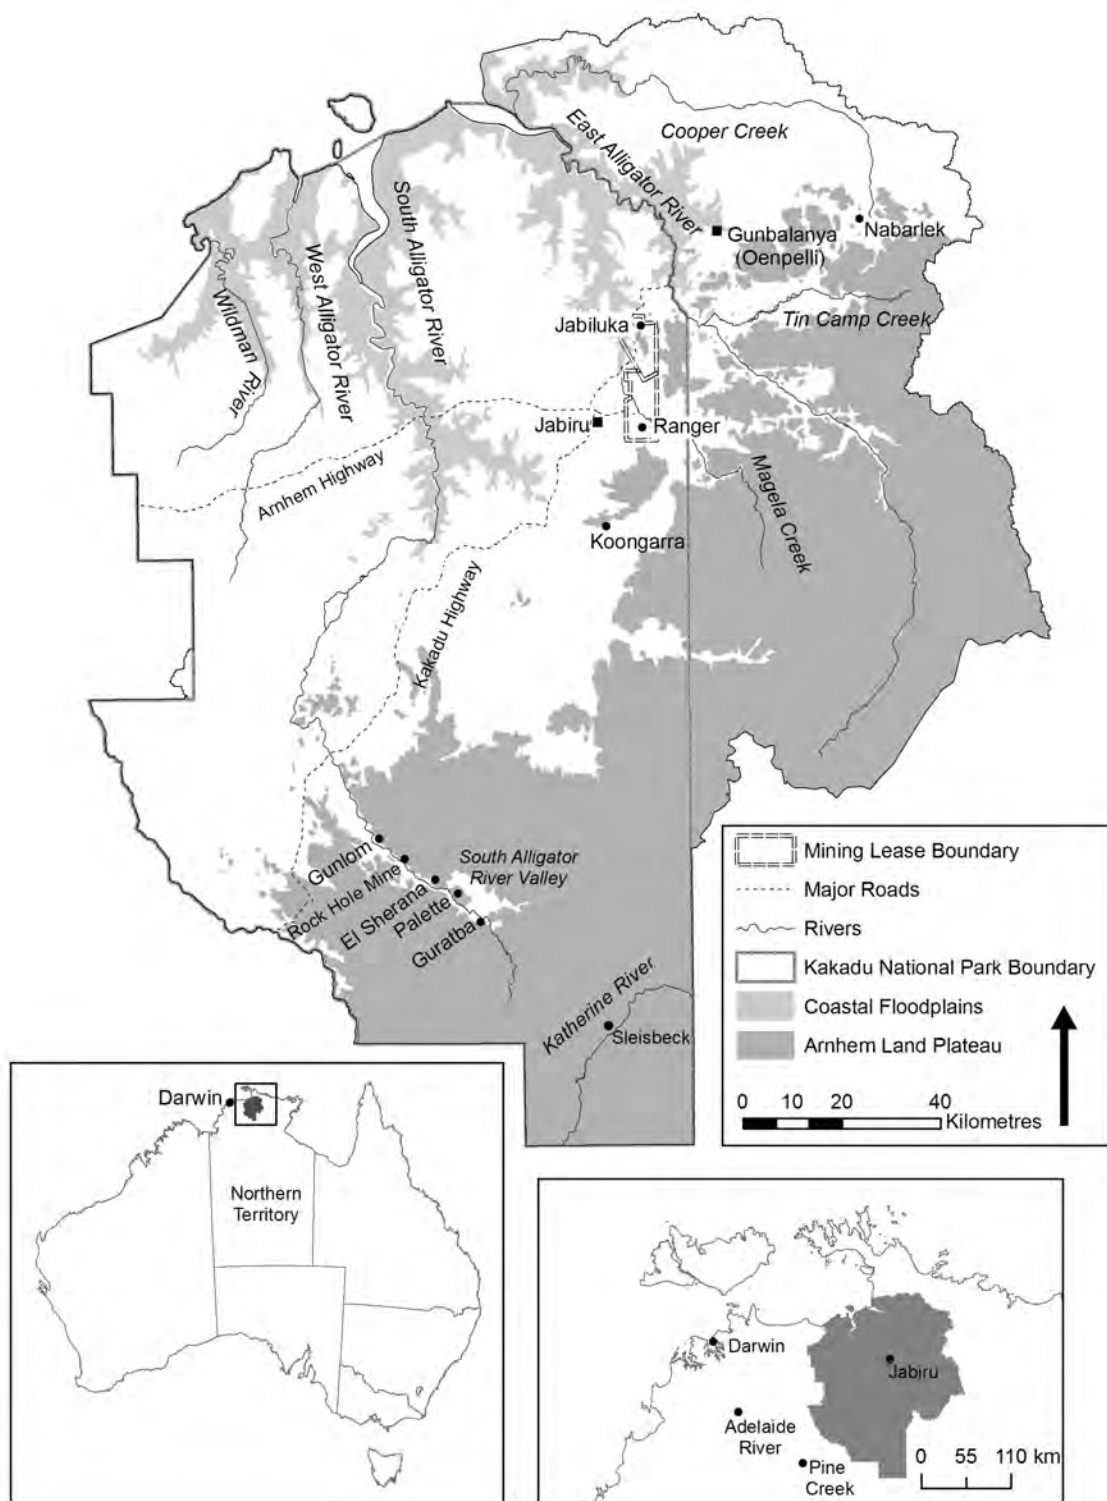 Cooper Creek
East Alligator River
South Alligator River
West Alligator River
Wildman River
Gunbalanya
(Oenpelli)
Nabarlek
Tin Camp Creek
Jabiluka
Jabiru
Ranger
Arnhem Highway
Magela Creek
Koongarra
Kakadu Highway
Gunlom
Rock Hole Mine
El Sherana
Palette
Guratba
South Alligator
River Valley
Katherine River
Sleisbeck
Mining Lease Boundary
Major Roads
Rivers
Kakadu National Park Boundary
Coastal Floodplains
Arnhem Land Plateau
0 10 20 40
Kilometres
Darwin
Northern
Territory
Darwin
Jabiru
Adelaide
River
Pine
Creek
0 55 110 km